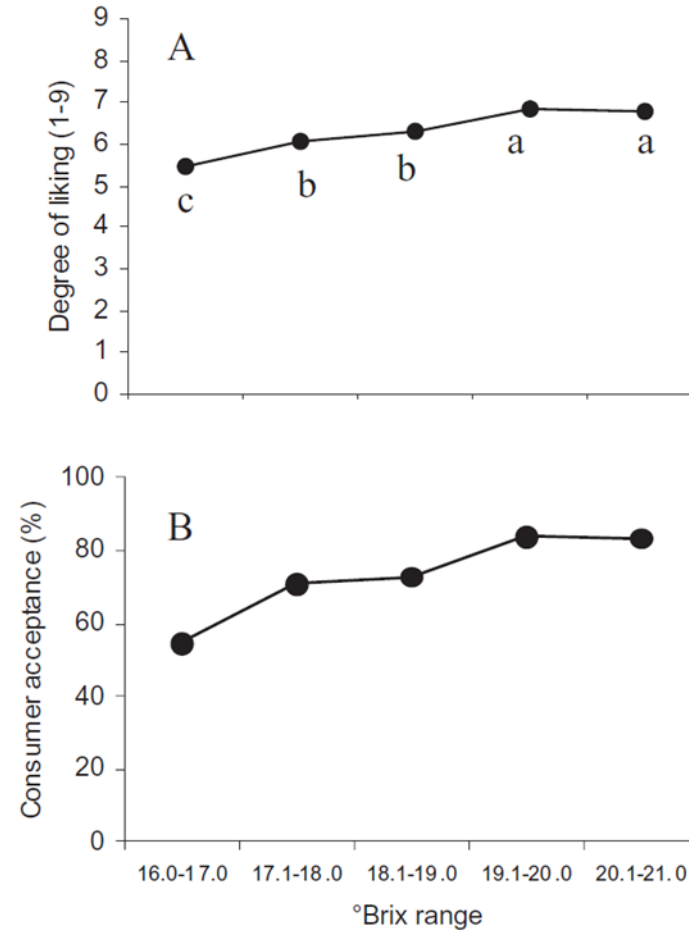 A
Degree of liking (1-9)
9
8
7
6
5
4
3
2
1
0
c
b
b
a
a
B
Consumer acceptance (%)
100
80
60
40
20
0
16.0-17.0 17.1-18.0 18.1-19.0 19.1-20.0 20.1-21.0
°Brix range